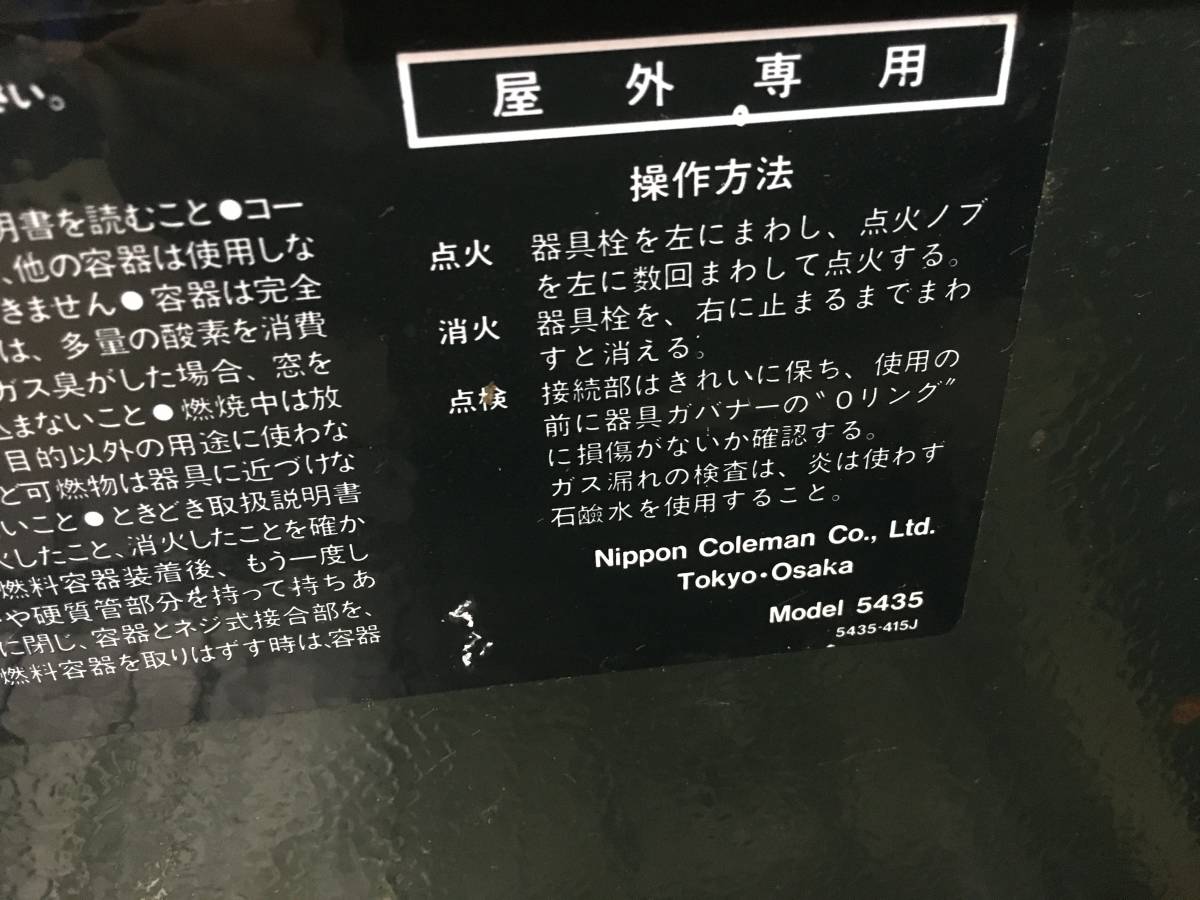 さい。
明書を読むこと●コー
、他の容器は使用しな
きません●容器は完全
は、多量の酸素を消費
ガス臭がした場合、窓を
込まないこと●燃焼中は放
目的以外の用途に使わな
ど可燃物は器具に近づけな
いこと●ときどき取扱説明書
火したこと、消火したことを確か
燃料容器装着後、もう一度し
や硬質管部分を持って持ちあ
に閉じ、容器とネジ式接合部を、
燃料容器を取りはずす時は、容器
屋外専用
操作方法
点火 器具栓を左にまわし、点火ノブ
を左に数回まわして点火する。
消火 器具栓を、右に止まるまでまわ
すと消える。
点検 接続部はきれいに保ち、使用の
前に器具ガバナーの〝Oリング〞
に損傷がないか確認する。
ガス漏れの検査は、炎は使わず
石鹼水を使用すること。
Nippon Coleman Co., Ltd.
Tokyo・Osaka
Model 5435
5435-415J